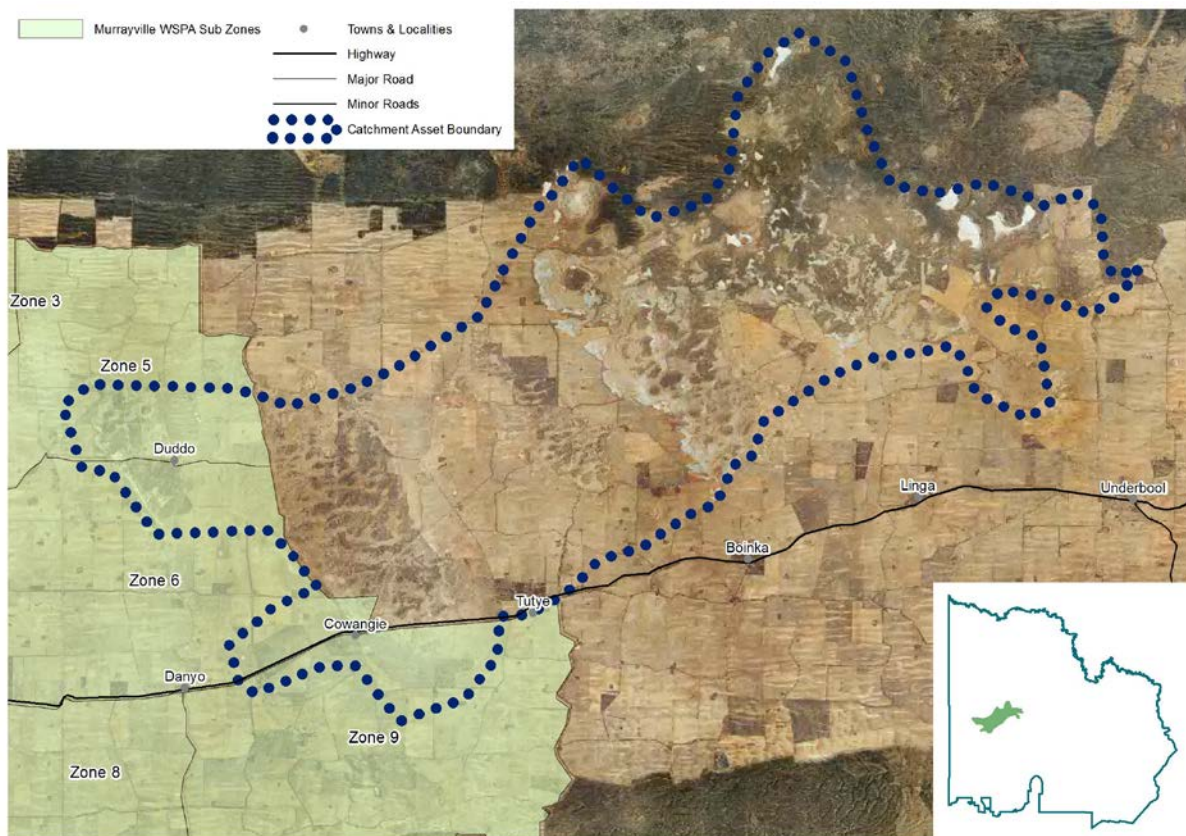 Murrayville WSPA Sub Zones
Towns & Localities
Highway
Major Road
Minor Roads
Catchment Asset Boundary
Zone 3
Zone 5
Duddo
Linga
Underbool
Boinka
Zone 6
Tutye
Cowangie
Danyo
Zone 9
Zone 8